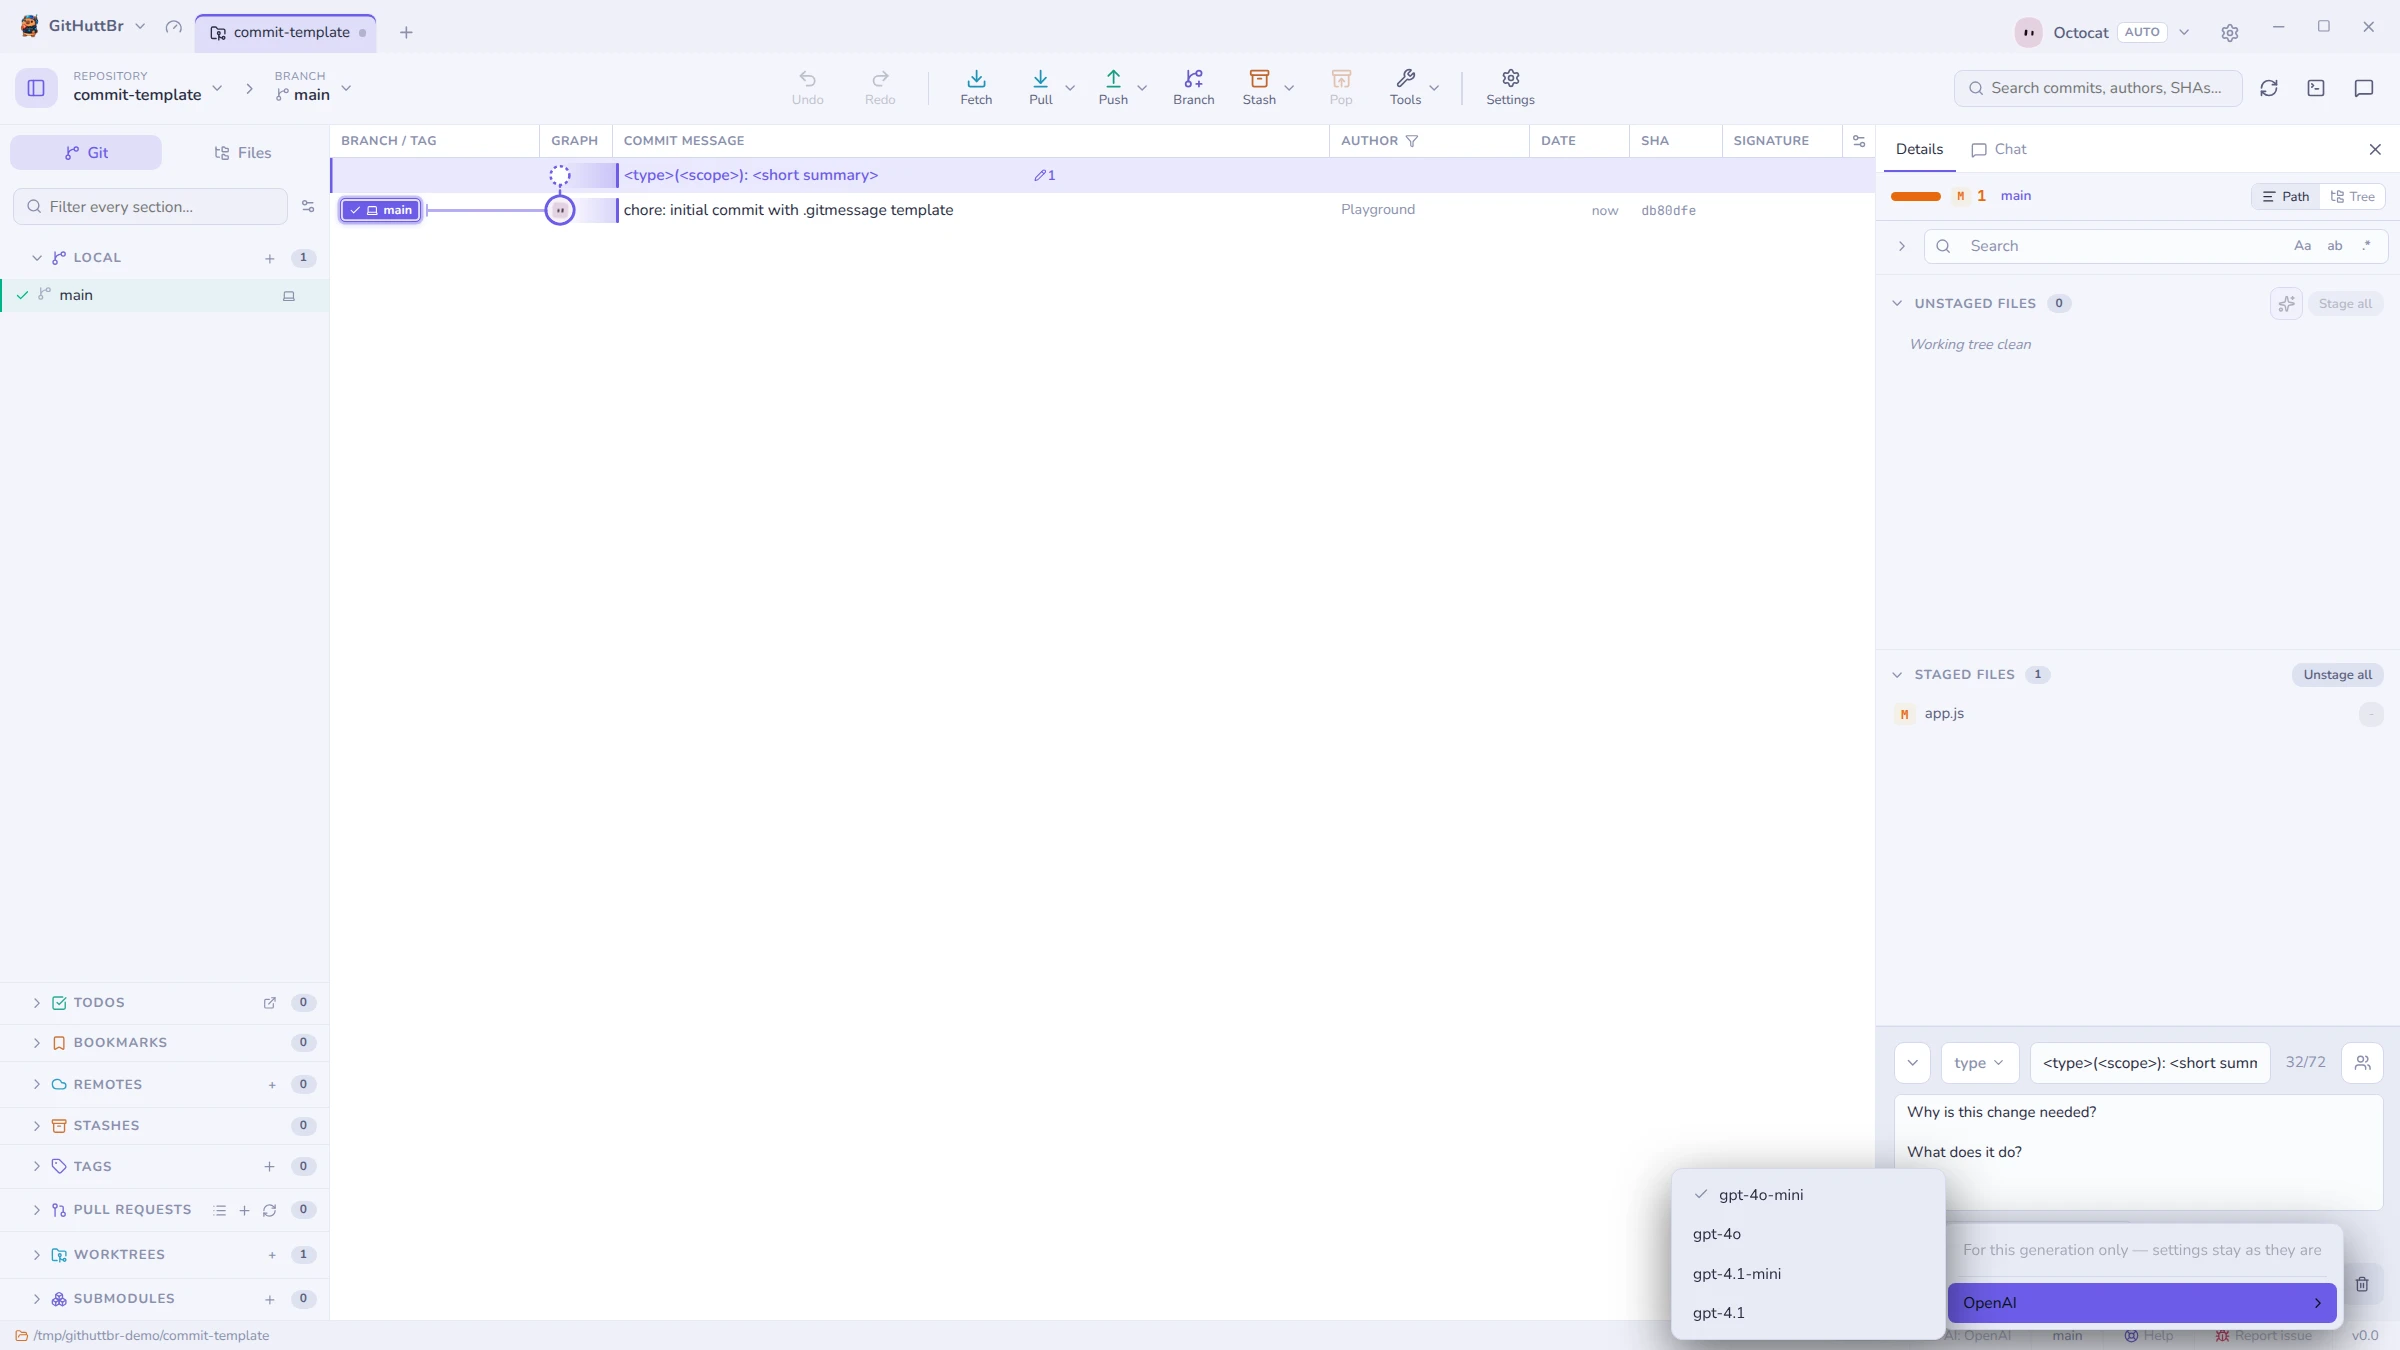 GitHuttBr
commit-template
Octocat
AUTO
REPOSITORY
commit-template
BRANCH
main
Undo
Redo
Fetch
Pull
Push
Branch
Stash
Pop
Tools
Settings
Search commits, authors, SHAs...
Git
Files
Filter every section...
LOCAL
1
main
TODOS
0
BOOKMARKS
0
REMOTES
0
STASHES
0
TAGS
0
PULL REQUESTS
0
WORKTREES
1
SUBMODULES
0
BRANCH / TAG
GRAPH
COMMIT MESSAGE
AUTHOR
DATE
SHA
SIGNATURE
<type>(<scope>): <short summary>
1
main
chore: initial commit with .gitmessage template
Playground
now
db80dfe
Details
Chat
M 1 main
Path
Tree
Search
Aa
ab
.*
UNSTAGED FILES
0
Stage all
Working tree clean
STAGED FILES
1
Unstage all
M app.js
type
<type>(<scope>): <short summ
32/72
Why is this change needed?
What does it do?
gpt-4o-mini
gpt-4o
gpt-4.1-mini
gpt-4.1
For this generation only — settings stay as they are
OpenAI
/tmp/githuttbr-demo/commit-template
AI: OpenAI
main
Help
Report issue
v0.0